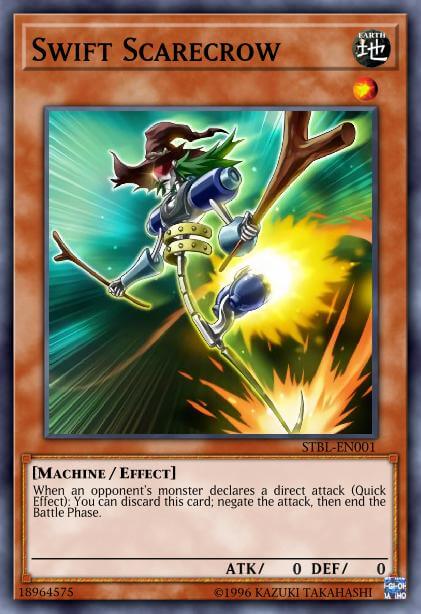 SWIFT SCARECROW
EARTH
地
STBL-EN001
[MACHINE / EFFECT]
When an opponent's monster declares a direct attack (Quick
Effect): You can discard this card; negate the attack, then end the
Battle Phase.
ATK/ 0 DEF/ 0
18964575
©1996 KAZUKI TAKAHASHI